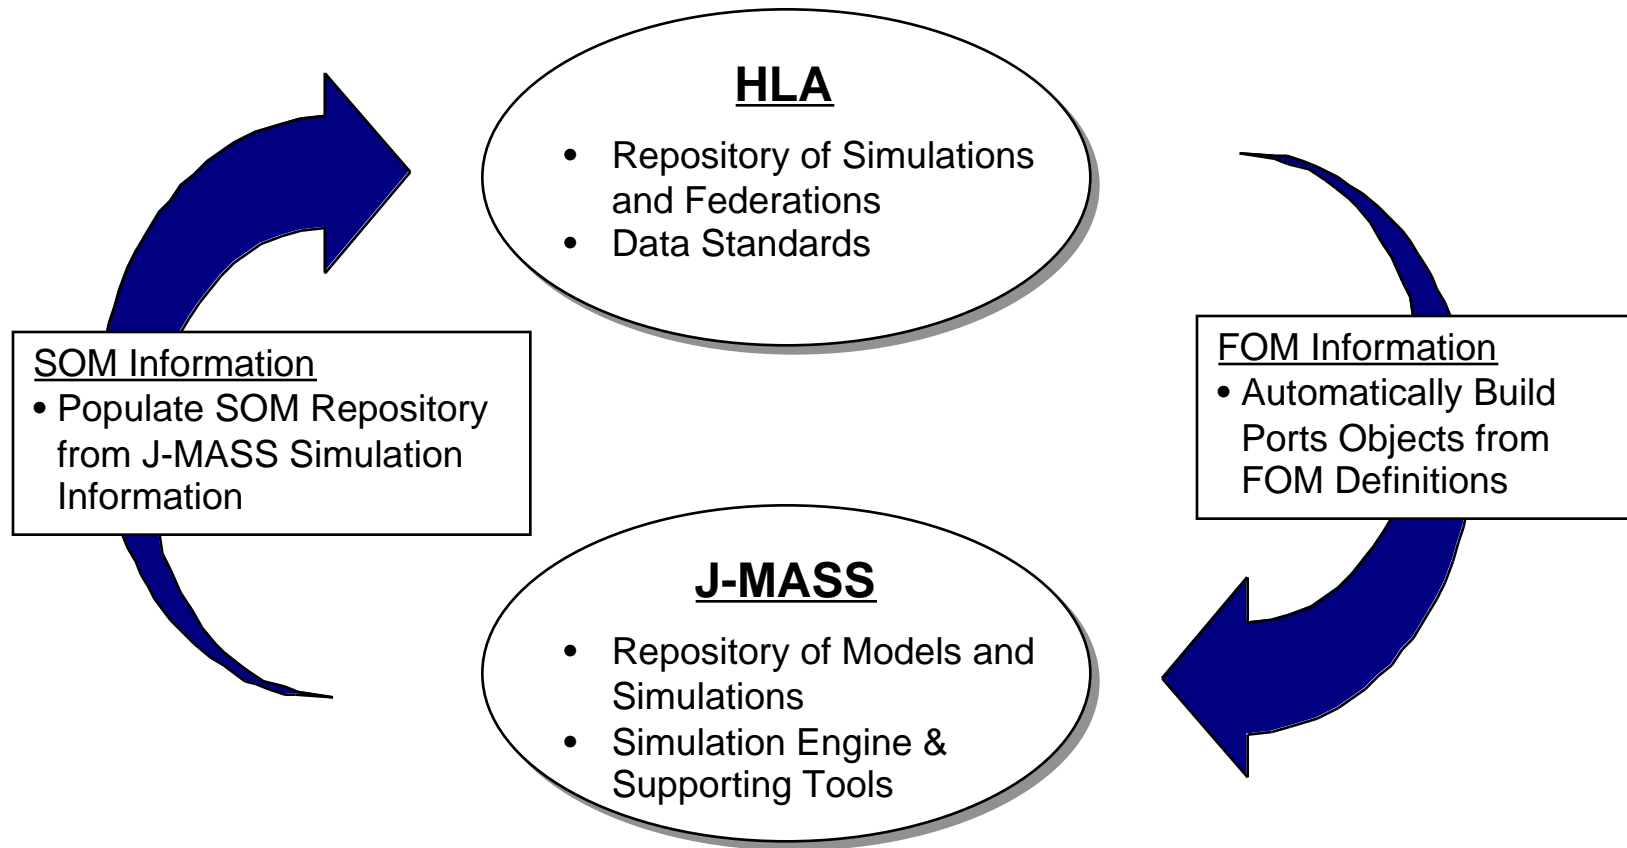 HLA
• Repository of Simulations
and Federations
• Data Standards
SOM Information
• Populate SOM Repository
from J-MASS Simulation
Information
FOM Information
• Automatically Build
Ports Objects from
FOM Definitions
J-MASS
• Repository of Models and
Simulations
• Simulation Engine &
Supporting Tools